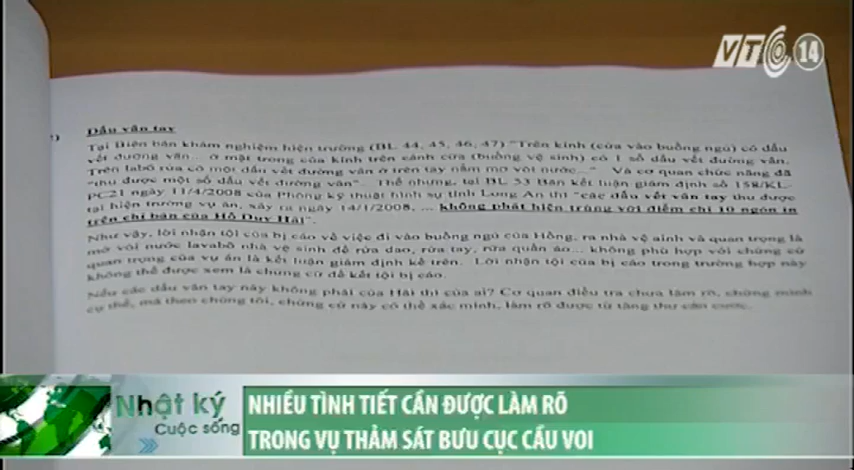 VTC 14
Dấu vân tay
Tại Biên bản khám nghiệm hiện trường (BL 44, 45, 46, 47) "Trên kính (cửa vào buồng ngủ) có dấu
vết đường vân... ở mặt trong của kính trên cánh cửa (buồng vệ sinh) có 1 số dấu vết đường vân.
Trên labô rửa có một dấu vết đường vân ở trên tay nắm mở vòi nước..." Và cơ quan chức năng đã
"thu được một số dấu vết đường vân". Thế nhưng, tại BL 53 Bản kết luận giám định số 158/KL-
PC21 ngày 11/4/2008 của Phòng kỹ thuật hình sự tỉnh Long An thì "các dấu vết vân tay thu được
tại hiện trường vụ án, xảy ra ngày 14/1/2008, ... không phát hiện trùng với điểm chỉ 10 ngón in
trên chỉ bản của Hồ Duy Hải".
Như vậy, lời nhận tội của bị cáo về việc đi vào buồng ngủ của Hồng, ra nhà vệ sinh và quan trọng là
mở vòi nước lavabô nhà vệ sinh để rửa dao, rửa tay, rửa quần áo... không phù hợp với chứng cứ
quan trọng của vụ án là kết luận giám định kể trên. Lời nhận tội của bị cáo trong trường hợp này
không thể được xem là chứng cứ để kết tội bị cáo.
Nếu các dấu vân tay này không phải của Hải thì của ai? Cơ quan điều tra chưa làm rõ, chứng minh
cụ thể, mà theo chúng tôi, chứng cứ này có thể xác minh, làm rõ được từ tàng thư căn cước.
Nhật ký
Cuộc sống
NHIỀU TÌNH TIẾT CẦN ĐƯỢC LÀM RÕ
TRONG VỤ THẢM SÁT BƯU CỤC CẦU VOI